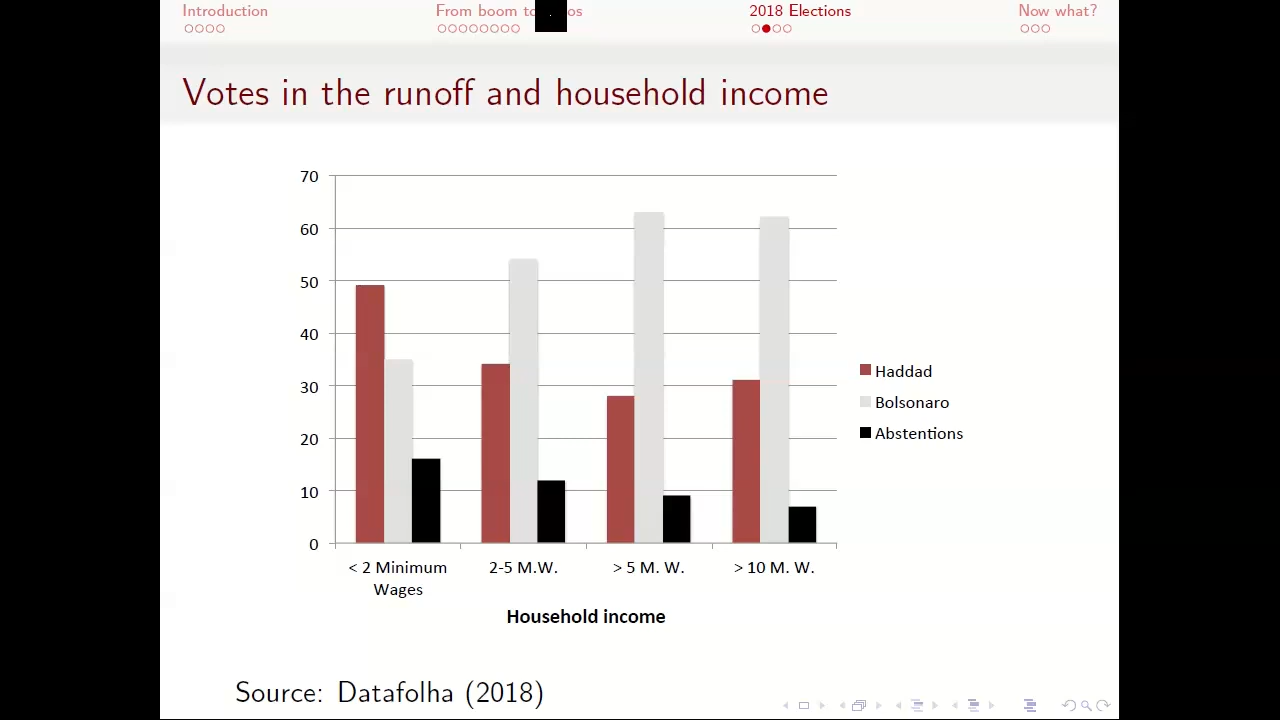 Introduction
From boom to
2018 Elections
Now what?
Votes in the runoff and household income
70
60
50
40
30
20
10
0
< 2 Minimum
Wages
2-5 M.W.
> 5 M. W.
> 10 M. W.
Household income
Haddad
Bolsonaro
Abstentions
Source: Datafolha (2018)